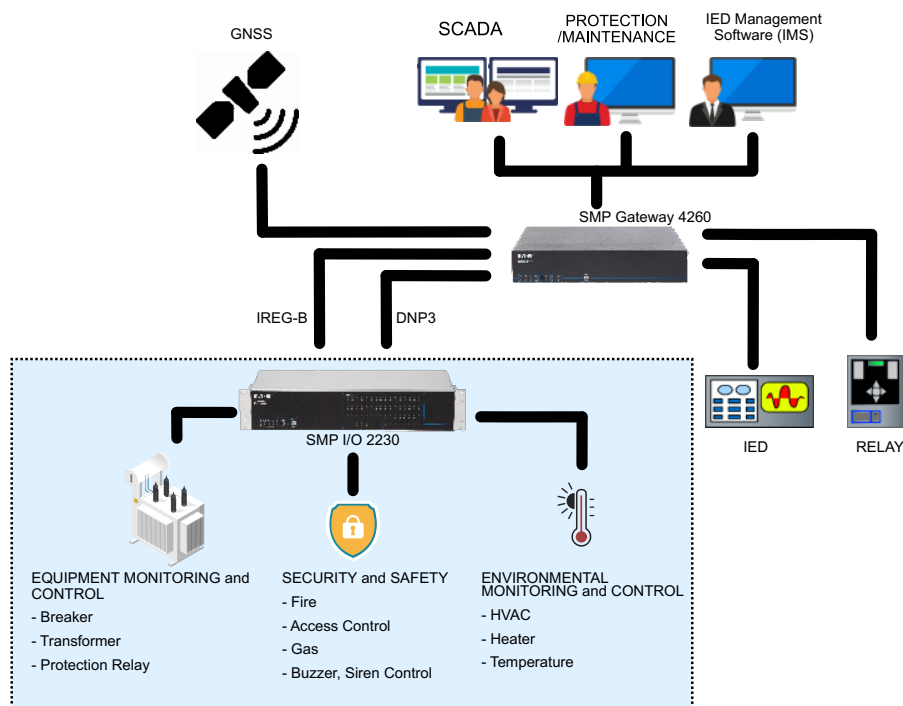 GNSS
SCADA
PROTECTION
/MAINTENANCE
IED Management
Software (IMS)
SMP Gateway 4260
E·T·N
IREG-B
DNP3
E·T·N
SMP I/O 2230
IED
RELAY
EQUIPMENT MONITORING and
CONTROL
- Breaker
- Transformer
- Protection Relay
SECURITY and SAFETY
- Fire
- Access Control
- Gas
- Buzzer, Siren Control
ENVIRONMENTAL
MONITORING and CONTROL
- HVAC
- Heater
- Temperature